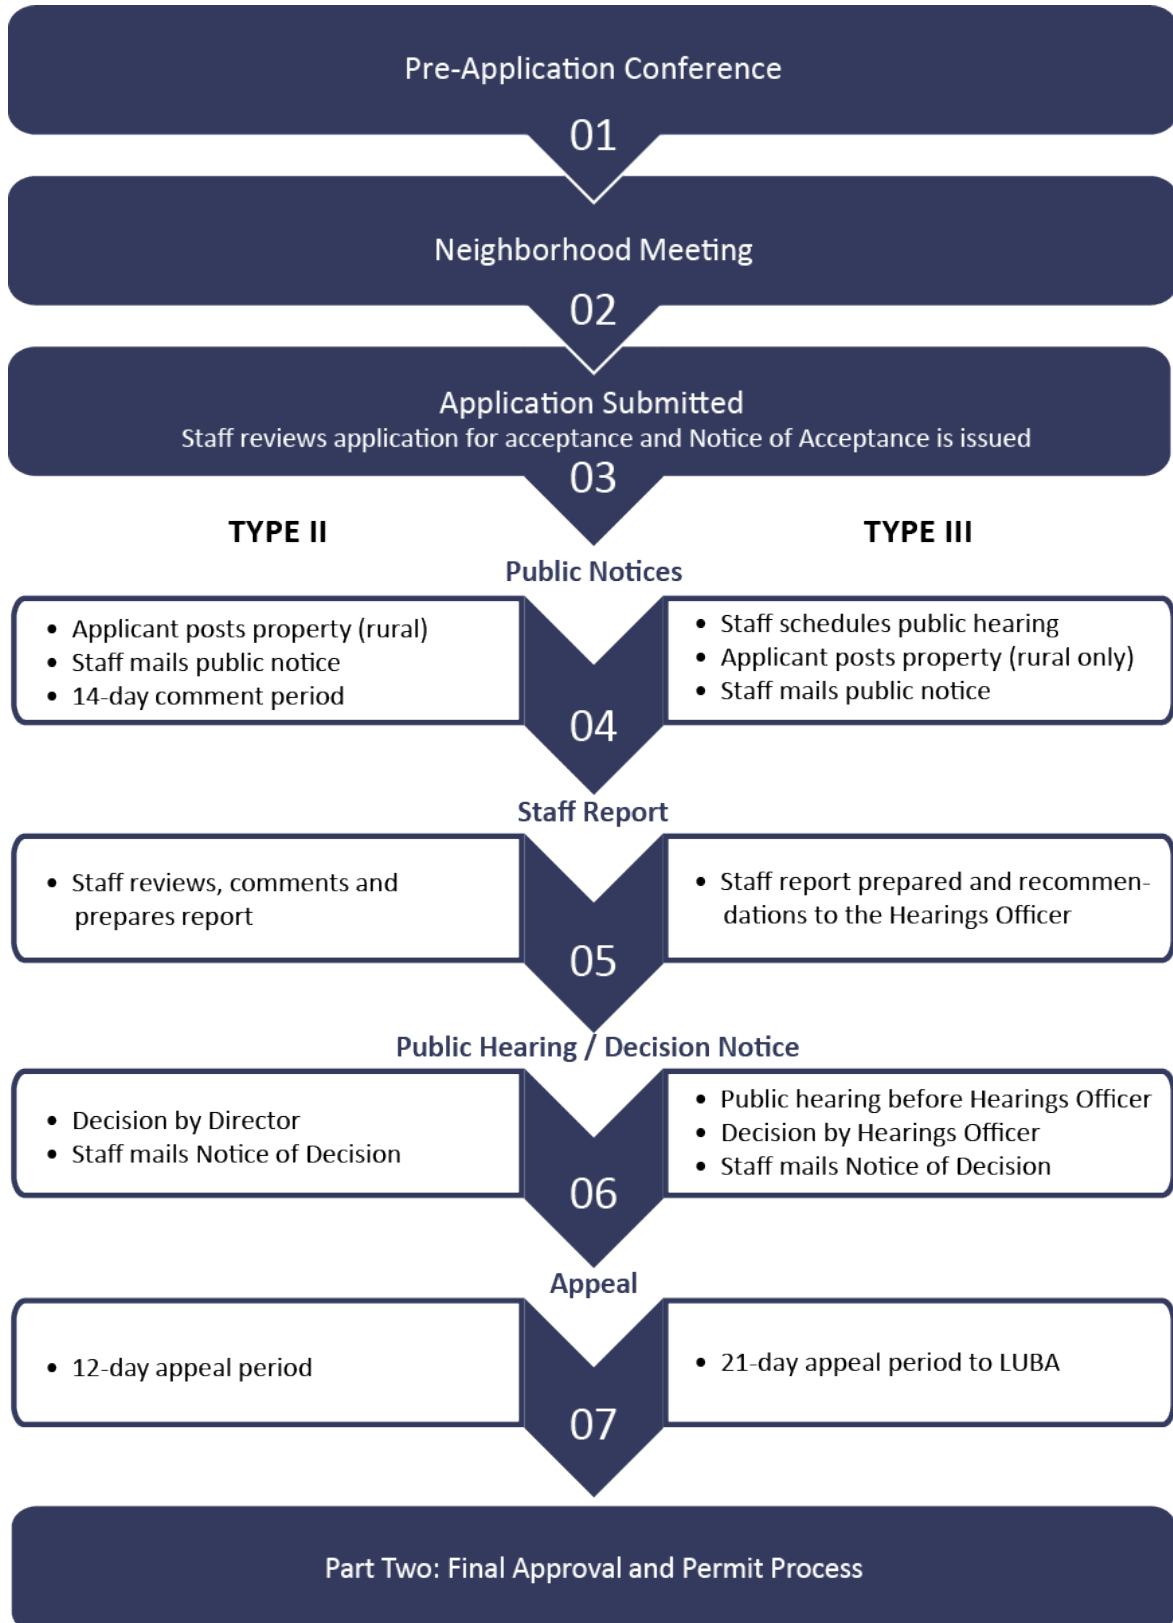 Pre-Application Conference
01
Neighborhood Meeting
02
Application Submitted
Staff reviews application for acceptance and Notice of Acceptance is issued
03
TYPE II
TYPE III
Public Notices
• Applicant posts property (rural)
• Staff mails public notice
• 14-day comment period
04
• Staff schedules public hearing
• Applicant posts property (rural only)
• Staff mails public notice
Staff Report
• Staff reviews, comments and
prepares report
05
• Staff report prepared and recommen-
dations to the Hearings Officer
Public Hearing / Decision Notice
• Decision by Director
• Staff mails Notice of Decision
06
• Public hearing before Hearings Officer
• Decision by Hearings Officer
• Staff mails Notice of Decision
Appeal
• 12-day appeal period
07
• 21-day appeal period to LUBA
Part Two: Final Approval and Permit Process